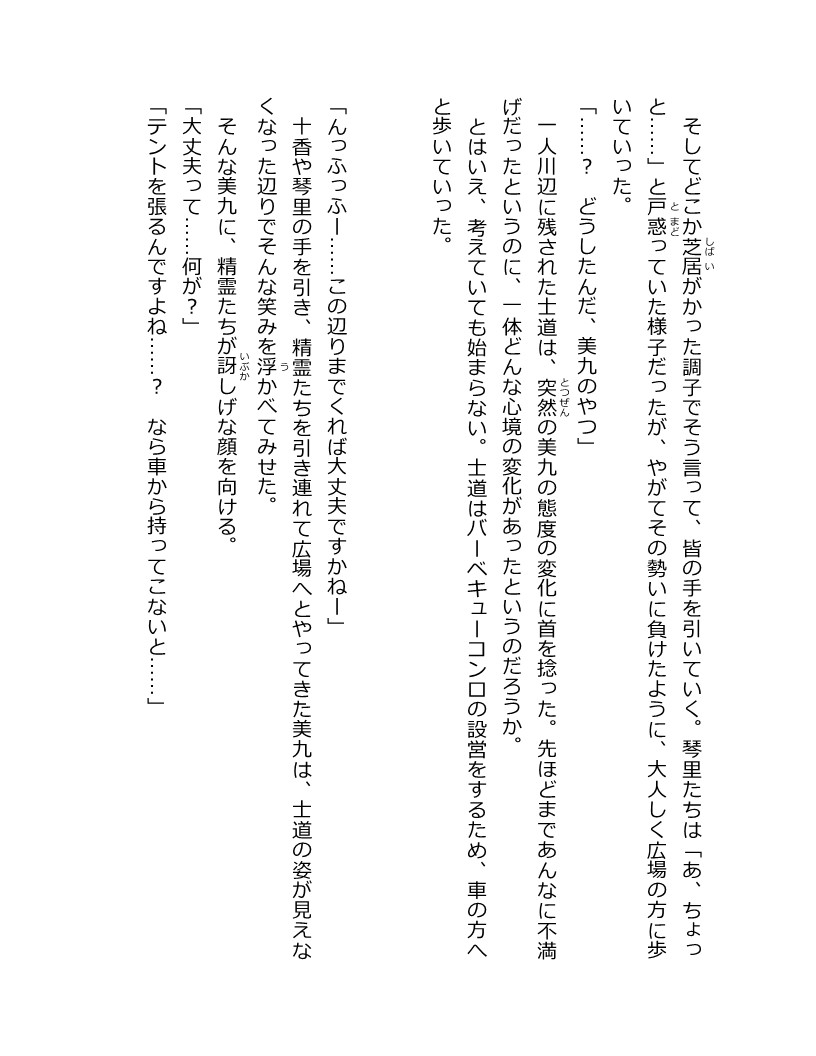 そしてどこか芝居がかった調子でそう言って、皆の手を引いていく。琴里たちは「あ、ちょっ
と……」と戸惑っていた様子だったが、やがてその勢いに負けたように、大人しく広場の方に歩
いていった。
「……？　どうしたんだ、美九のやつ」
　一人川辺に残された士道は、突然の美九の態度の変化に首を捻った。先ほどまであんなに不満
げだったというのに、一体どんな心境の変化があったというのだろうか。
　とはいえ、考えていても始まらない。士道はバーベキューコンロの設営をするため、車の方へ
と歩いていった。
「んっふっふー……この辺りまでくれば大丈夫ですかねー」
　十香や琴里の手を引き、精霊たちを引き連れて広場へとやってきた美九は、士道の姿が見えな
くなった辺りでそんな笑みを浮かべてみせた。
　そんな美九に、精霊たちが訝しげな顔を向ける。
「大丈夫って……何が？」
「テントを張るんですよね……？　なら車から持ってこないと……」